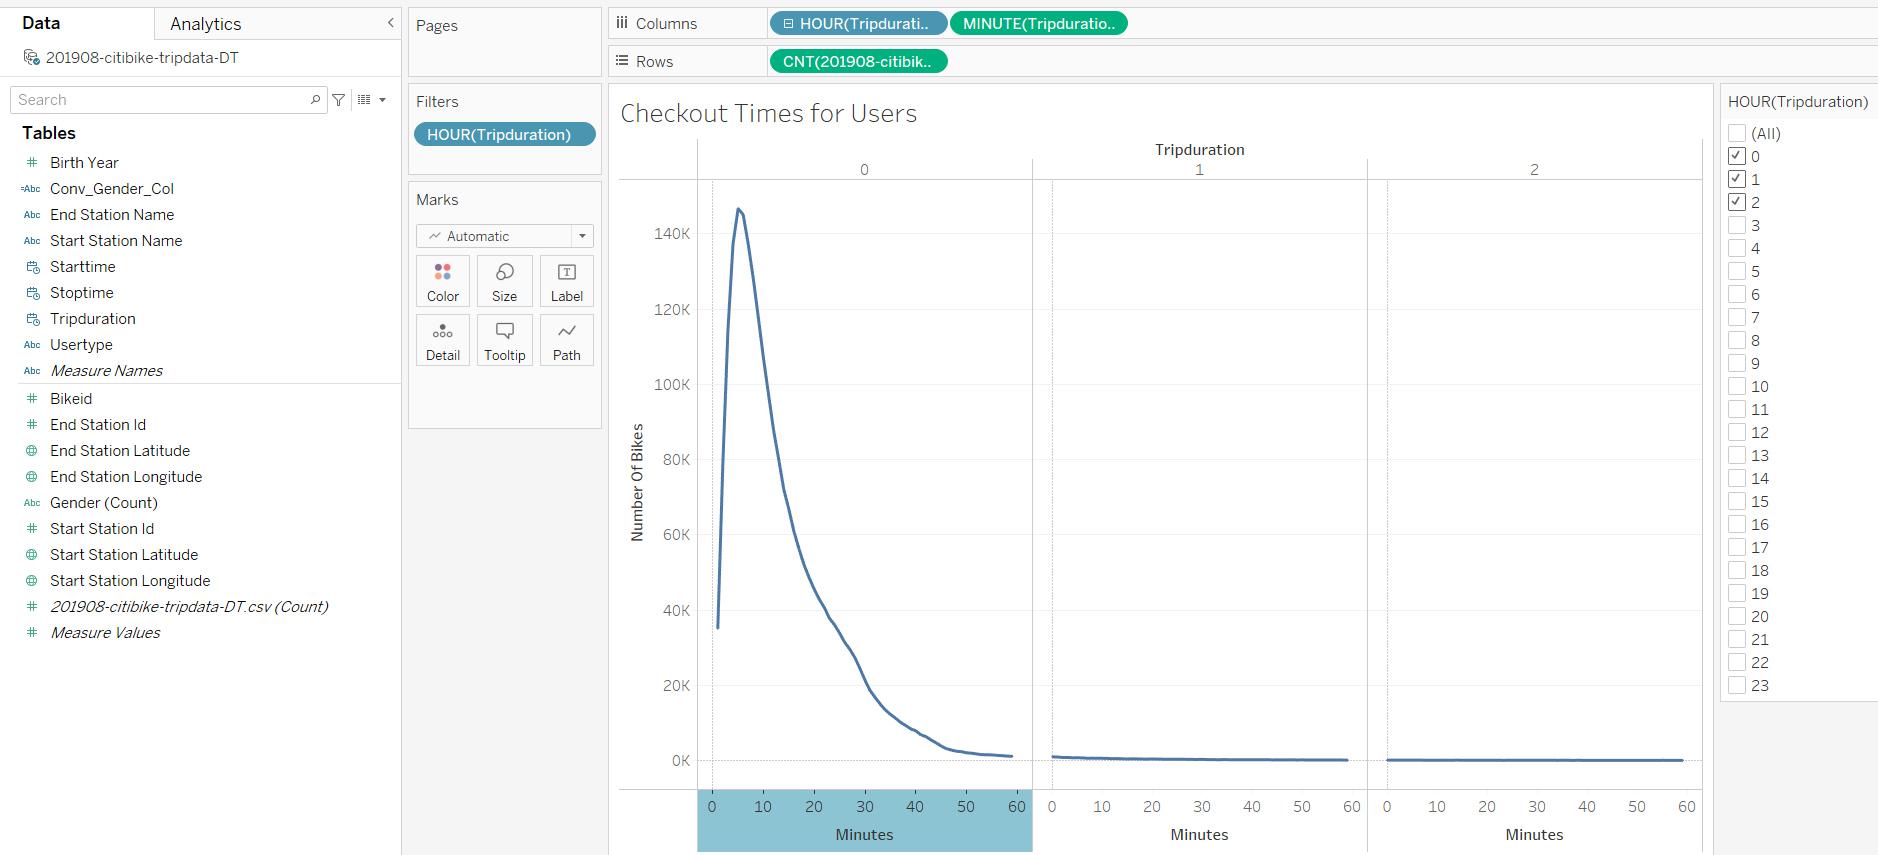 Data
Analytics
201908-citibike-tripdata-DT
Search
Tables
# Birth Year
=Abc Conv_Gender_Col
Abc End Station Name
Abc Start Station Name
Starttime
Stoptime
Tripduration
Abc Usertype
Abc Measure Names
# Bikeid
# End Station Id
End Station Latitude
End Station Longitude
Abc Gender (Count)
# Start Station Id
Start Station Latitude
Start Station Longitude
# 201908-citibike-tripdata-DT.csv (Count)
# Measure Values
Pages
Filters
HOUR(Tripduration)
Marks
Automatic
Color Size Label
Detail Tooltip Path
Columns HOUR(Tripdurati.. MINUTE(Tripduratio..
Rows CNT(201908-citibik..
Checkout Times for Users
Tripduration
0 1 2
140K
120K
100K
80K
60K
40K
20K
0K
Number Of Bikes
0 10 20 30 40 50 60 0 10 20 30 40 50 60 0 10 20 30 40 50 60
Minutes Minutes Minutes
HOUR(Tripduration)
(All)
0
1
2
3
4
5
6
7
8
9
10
11
12
13
14
15
16
17
18
19
20
21
22
23